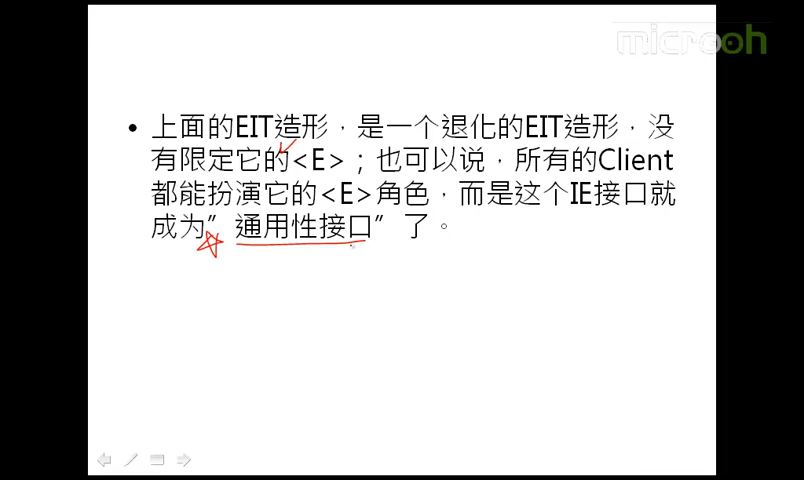 microoh
• 上面的EIT造形，是一个退化的EIT造形，没
有限定它的<E>；也可以说，所有的Client
都能扮演它的<E>角色，而是这个IE接口就
成为”通用性接口”了。